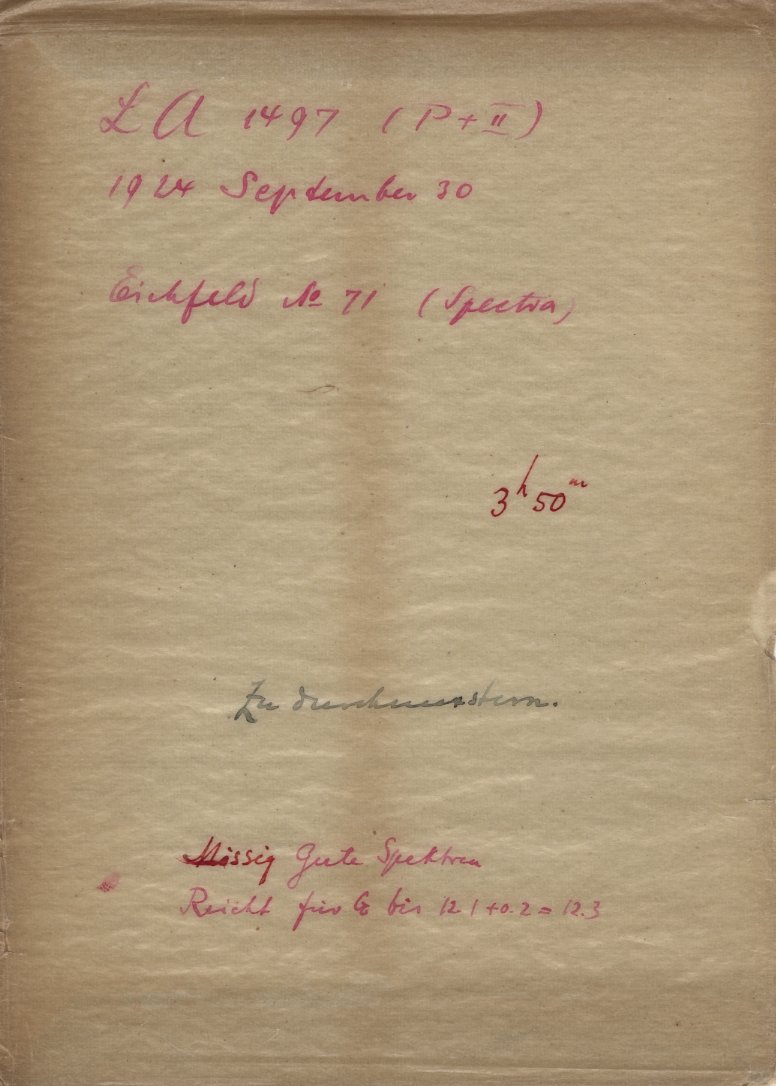 LA 1497 (P+II)
1924 September 30
Eichfeld No 71 (Spectra)
3h 50m
Zu durchmustern.
Mässig Gute Spektren
Reicht für G bis 12.1 + 0.2 = 12.3